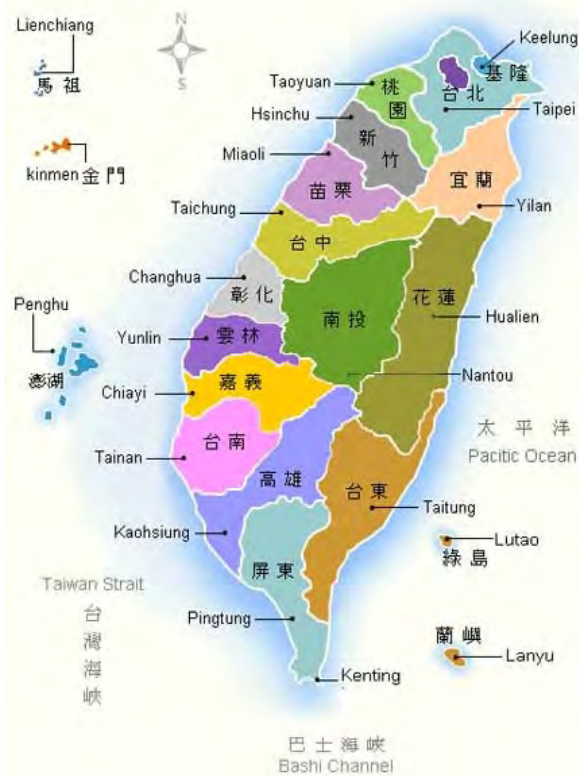 Lienchiang
馬祖
N
S
Keelung
基隆
Taoyuan
桃園
台北
Taipei
Hsinchu
新竹
kinmen 金門
Miaoli
苗栗
宜蘭
Yilan
Taichung
台中
Changhua
彰化
花蓮
Penghu
南投
Hualien
Yunlin
雲林
澎湖
Chiayi
嘉義
Nantou
台南
太平洋
Pacitic Ocean
Tainan
高雄
台東
Taitung
Kaohsiung
Lutao
綠島
屏東
Taiwan Strait
台灣海峽
Pingtung
蘭嶼
Lanyu
Kenting
巴士海峽
Bashi Channel